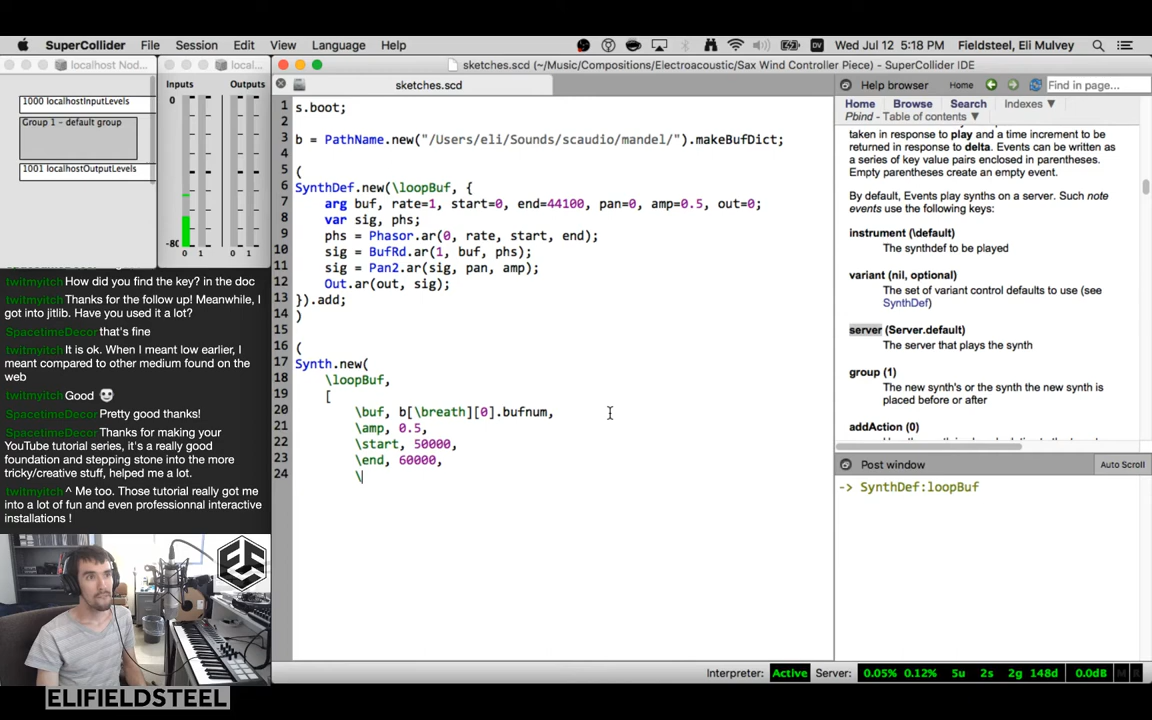 SuperCollider File Session Edit View Language Help
Wed Jul 12 5:18 PM Fieldsteel, Eli Mulvey
localhost Nod...
1000 localhostInputLevels
Group 1 - default group
1001 localhostOutputLevels
local...
Inputs Outputs
0
-80
0 1 0 1
How did you find the key? in the doc
twitmyitch Thanks for the follow up! Meanwhile, I
got into jitlib. Have you used it a lot?
SpacetimeDecor that's fine
twitmyitch It is ok. When I meant low earlier, I
meant compared to other medium found on the
web
twitmyitch Good
SpacetimeDecor Pretty good thanks!
SpacetimeDecor Thanks for making your
YouTube tutorial series, it's a really good
foundation and stepping stone into the more
tricky/creative stuff, helped me a lot.
twitmyitch ^ Me too. Those tutorial really got me
into a lot of fun and even professionnal interactive
installations !
ELIFIELDSTEEL
sketches.scd (~/Music/Compositions/Electroacoustic/Sax Wind Controller Piece) - SuperCollider IDE
sketches.scd
1 s.boot;
2
3 b = PathName.new("/Users/eli/Sounds/scaudio/mandel/").makeBufDict;
4
5 (
6 SynthDef.new(\loopBuf, {
7 arg buf, rate=1, start=0, end=44100, pan=0, amp=0.5, out=0;
8 var sig, phs;
9 phs = Phasor.ar(0, rate, start, end);
10 sig = BufRd.ar(1, buf, phs);
11 sig = Pan2.ar(sig, pan, amp);
12 Out.ar(out, sig);
13 }).add;
14 )
15
16 (
17 Synth.new(
18 \loopBuf,
19 [
20 \buf, b[\breath][0].bufnum,
21 \amp, 0.5,
22 \start, 50000,
23 \end, 60000,
24 \
Help browser Home Find in page...
Home Browse Search Indexes ▼
Pbind - Table of contents ▼
taken in response to play and a time increment to be
returned in response to delta. Events can be written as
a series of key value pairs enclosed in parentheses.
Empty parentheses create an empty event.
By default, Events play synths on a server. Such note
events use the following keys:
instrument (\default)
The synthdef to be played
variant (nil, optional)
The set of variant control defaults to use (see
SynthDef)
server (Server.default)
The server that plays the synth
group (1)
The new synth's or the synth the new synth is
placed before or after
addAction (0)
Post window Auto Scroll
-> SynthDef:loopBuf
Interpreter: Active Server: 0.05% 0.12% 5u 2s 2g 148d 0.0dB M R